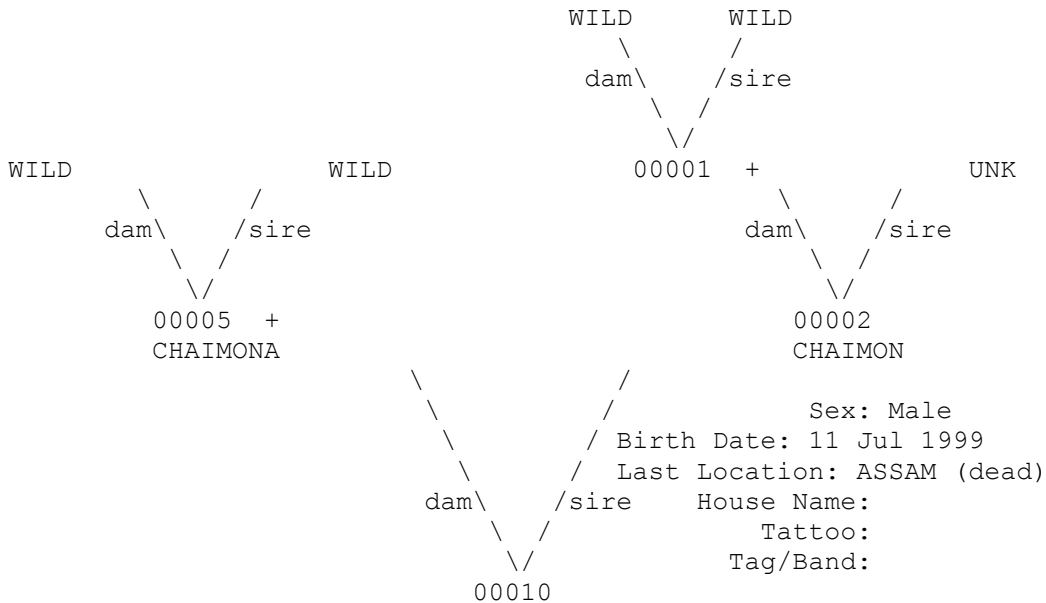 WILD WILD
\ /
dam\ /sire
\ /
\/
WILD WILD 00001 + UNK
\ / \ /
dam\ /sire dam\ /sire
\ / \ /
\/ \/
00005 + 00002
CHAIMONA CHAIMON
\ /
\ / Sex: Male
\ / Birth Date: 11 Jul 1999
\ / Last Location: ASSAM (dead)
dam\ /sire House Name:
\ / Tattoo:
\/ Tag/Band:
00010